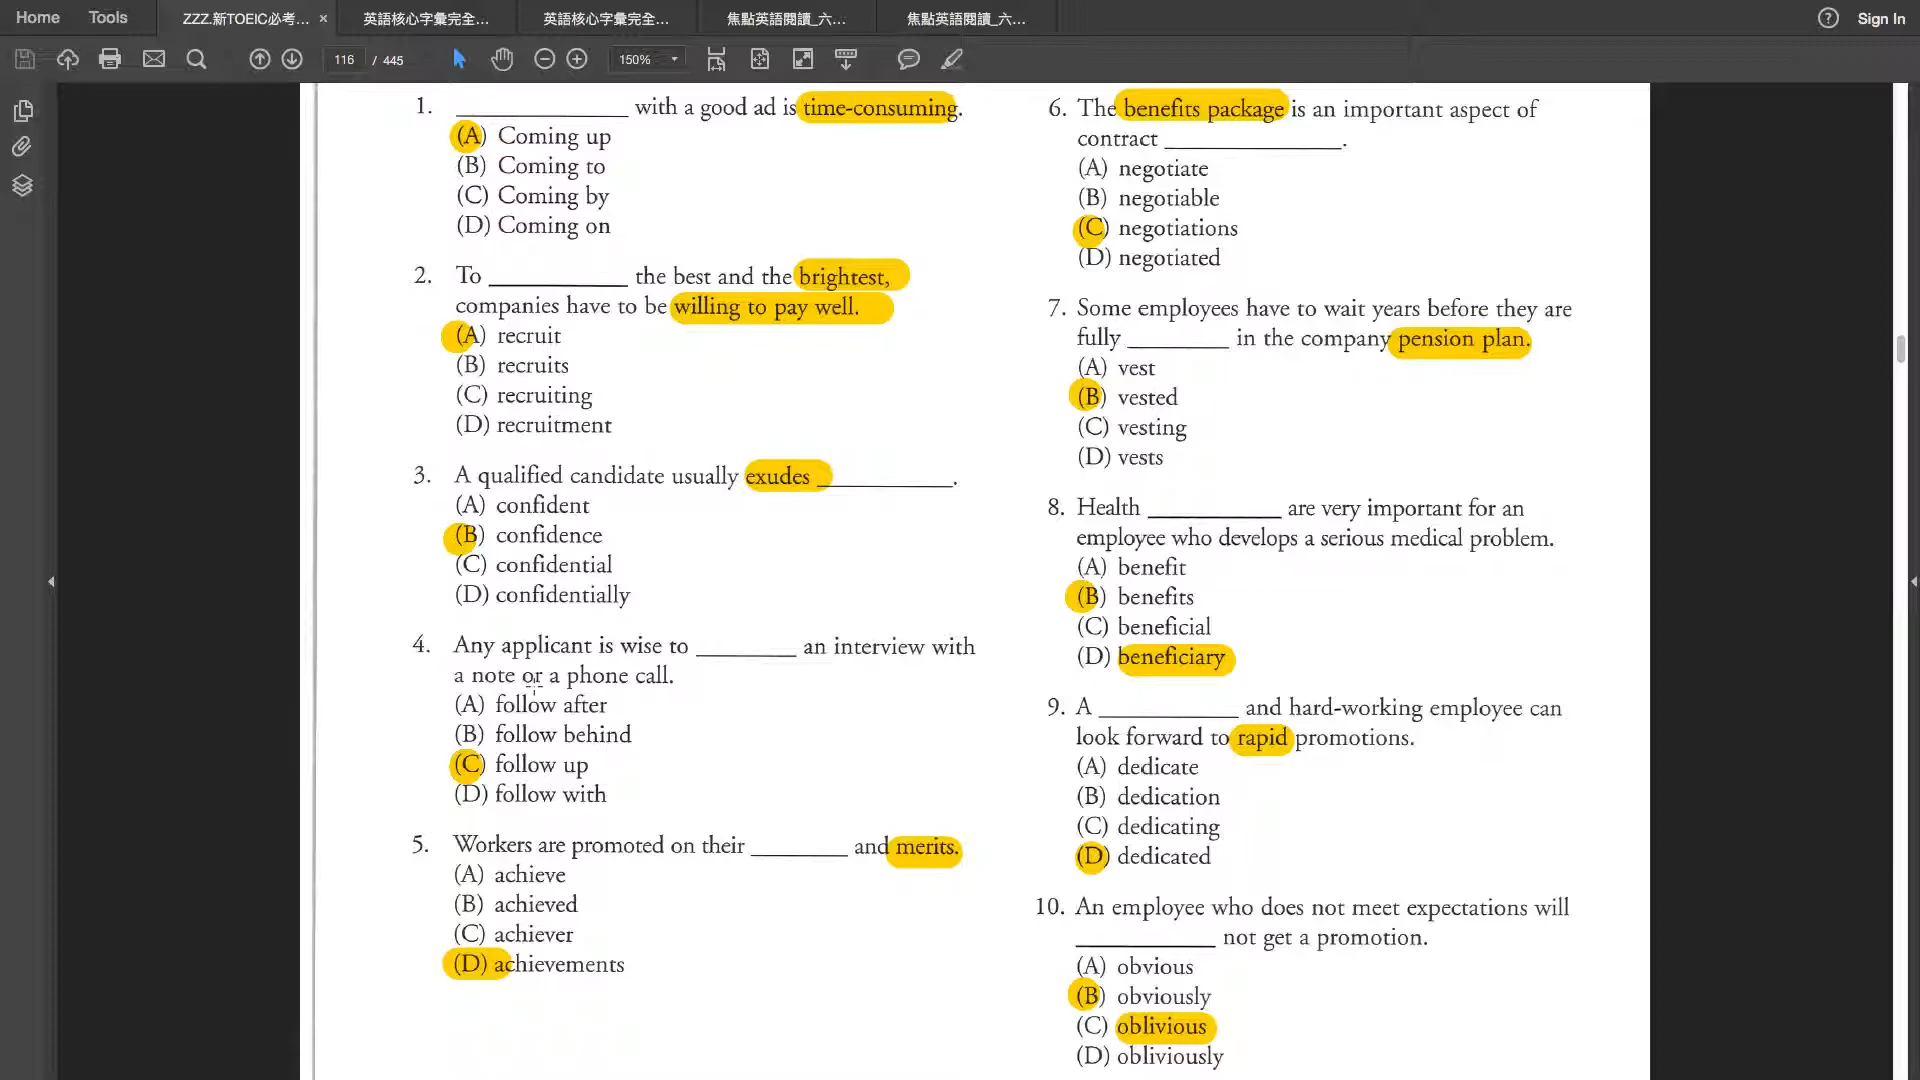 Home Tools ZZZ.新TOEIC必考... × 英語核心字彙完全... 英語核心字彙完全... 焦點英語閱讀_六... 焦點英語閱讀_六... ? Sign In
116 / 445 150%
1. ____________ with a good ad is time-consuming.
(A) Coming up
(B) Coming to
(C) Coming by
(D) Coming on
2. To ____________ the best and the brightest,
companies have to be willing to pay well.
(A) recruit
(B) recruits
(C) recruiting
(D) recruitment
3. A qualified candidate usually exudes ____________.
(A) confident
(B) confidence
(C) confidential
(D) confidentially
4. Any applicant is wise to ________ an interview with
a note or a phone call.
(A) follow after
(B) follow behind
(C) follow up
(D) follow with
5. Workers are promoted on their ________ and merits.
(A) achieve
(B) achieved
(C) achiever
(D) achievements
6. The benefits package is an important aspect of
contract ____________.
(A) negotiate
(B) negotiable
(C) negotiations
(D) negotiated
7. Some employees have to wait years before they are
fully ________ in the company pension plan.
(A) vest
(B) vested
(C) vesting
(D) vests
8. Health ____________ are very important for an
employee who develops a serious medical problem.
(A) benefit
(B) benefits
(C) beneficial
(D) beneficiary
9. A ____________ and hard-working employee can
look forward to rapid promotions.
(A) dedicate
(B) dedication
(C) dedicating
(D) dedicated
10. An employee who does not meet expectations will
____________ not get a promotion.
(A) obvious
(B) obviously
(C) oblivious
(D) obliviously